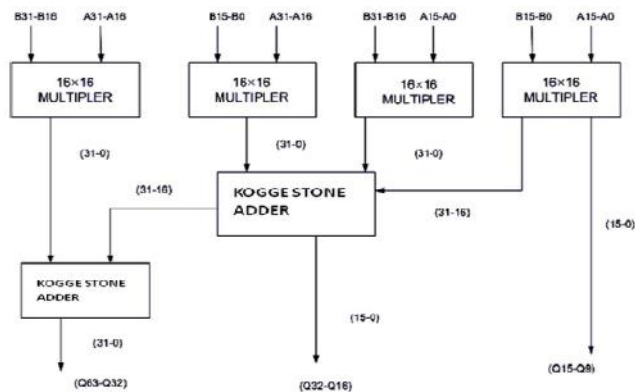 B31-B16 A31-A16 B15-B0 A31-A16 B31-B16 A15-A0 B15-B0 A15-A0
16×16
MULTIPLER
16×16
MULTIPLER
16×16
MULTIPLER
16×16
MULTIPLER
(31-0)
(31-0)
(31-0)
(31-16)
KOGGE STONE
ADDER
(31-16)
(15-0)
KOGGE STONE
ADDER
(15-0)
(31-0)
(Q63-Q32)
(Q32-Q16)
(Q15-Q0)